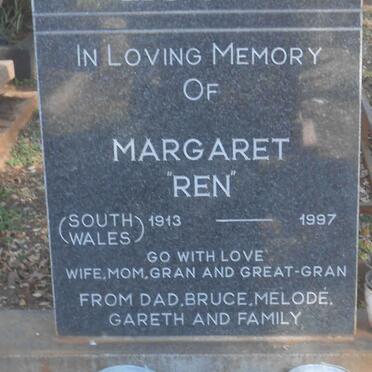 IN LOVING MEMORY
OF
MARGARET
"REN"
(SOUTH WALES) 1913 — 1997
GO WITH LOVE
WIFE, MOM, GRAN AND GREAT-GRAN
FROM DAD, BRUCE, MELODE,
GARETH AND FAMILY